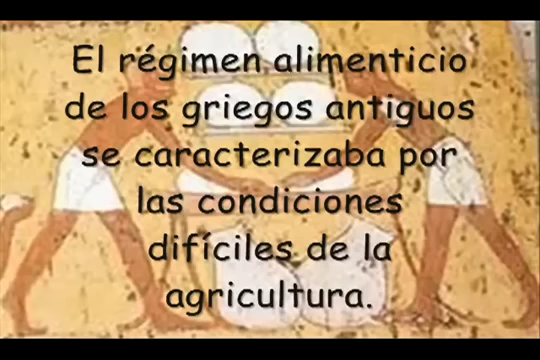 El régimen alimenticio
de los griegos antiguos
se caracterizaba por
las condiciones
difíciles de la
agricultura.